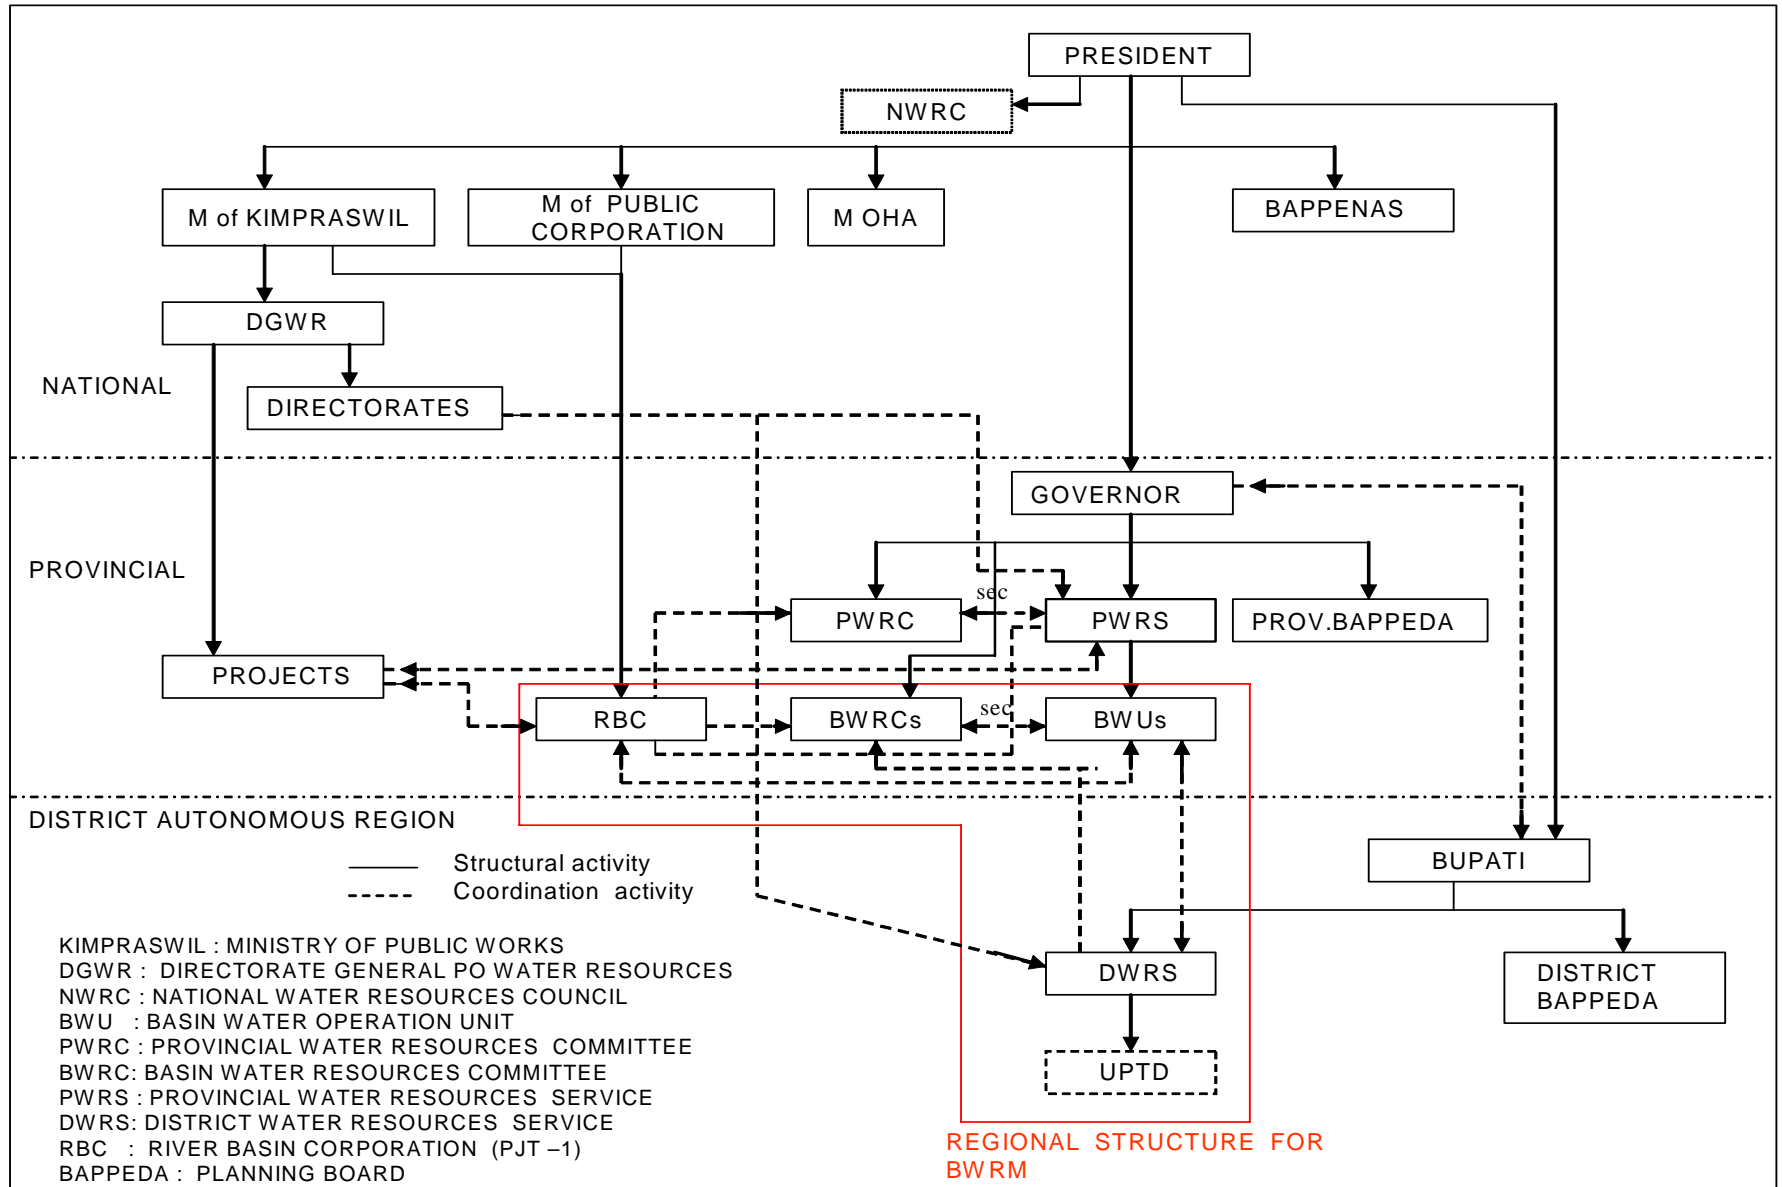 PRESIDENT
NWRC
M of KIMPRASWIL
M of PUBLIC
CORPORATION
M OHA
BAPPENAS
DGWR
NATIONAL
DIRECTORATES
GOVERNOR
PROVINCIAL
sec
PWRC
PWRS
PROV.BAPPEDA
PROJECTS
RBC
BWRCs
sec
BWUs
DISTRICT AUTONOMOUS REGION
BUPATI
Structural activity
Coordination activity
DWRS
DISTRICT
BAPPEDA
UPTD
KIMPRASWIL : MINISTRY OF PUBLIC WORKS
DGWR : DIRECTORATE GENERAL PO WATER RESOURCES
NWRC : NATIONAL WATER RESOURCES COUNCIL
BWU : BASIN WATER OPERATION UNIT
PWRC : PROVINCIAL WATER RESOURCES COMMITTEE
BWRC: BASIN WATER RESOURCES COMMITTEE
PWRS : PROVINCIAL WATER RESOURCES SERVICE
DWRS: DISTRICT WATER RESOURCES SERVICE
RBC : RIVER BASIN CORPORATION (PJT –1)
BAPPEDA : PLANNING BOARD
REGIONAL STRUCTURE FOR
BWRM